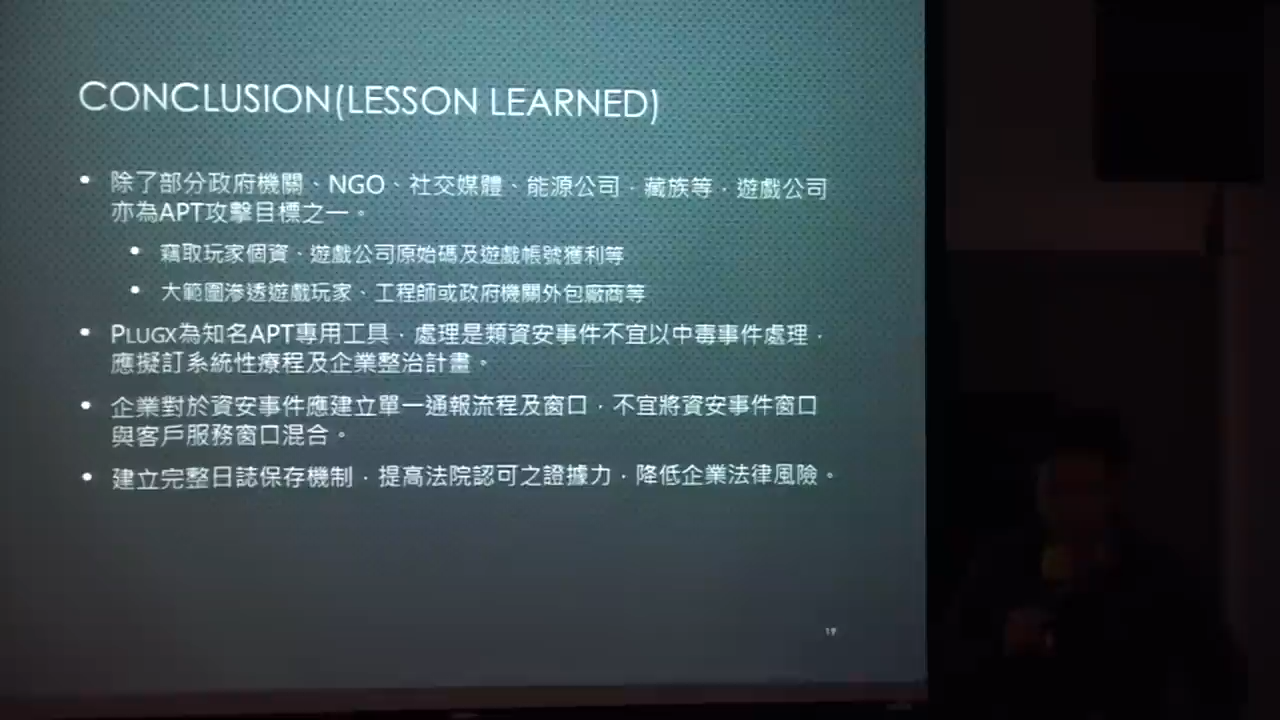 CONCLUSION(LESSON LEARNED)
• 除了部分政府機關、NGO、社交媒體、能源公司，藏族等，遊戲公司
亦為APT攻擊目標之一。
• 竊取玩家個資、遊戲公司原始碼及遊戲帳號獲利等
• 大範圍滲透遊戲玩家、工程師或政府機關外包廠商等
• PLUGX為知名APT專用工具，處理是類資安事件不宜以中毒事件處理，
應擬訂系統性療程及企業整治計畫。
• 企業對於資安事件應建立單一通報流程及窗口，不宜將資安事件窗口
與客戶服務窗口混合。
• 建立完整日誌保存機制，提高法院認可之證據力，降低企業法律風險。
19